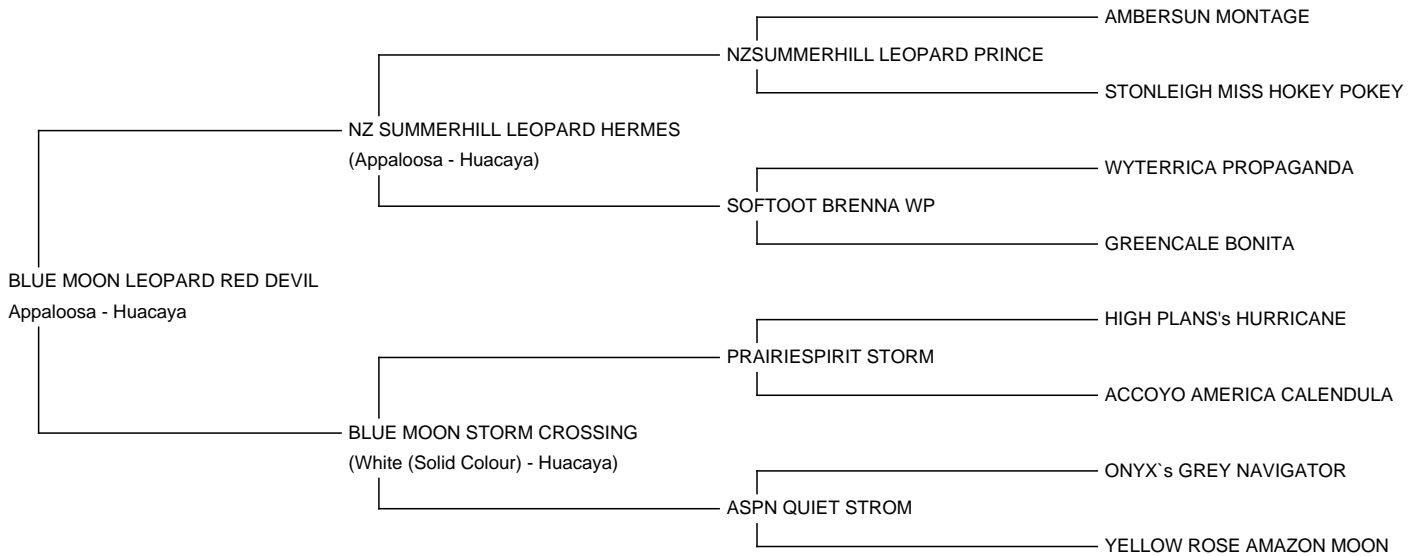 AMBERSUN MONTAGE
NZSUMMERHILL LEOPARD PRINCE
STONLEIGH MISS HOKEY POKEY
NZ SUMMERHILL LEOPARD HERMES
(Appaloosa - Huacaya)
WYTERRICA PROPAGANDA
SOFTOOT BRENNA WP
GREENCALE BONITA
BLUE MOON LEOPARD RED DEVIL
Appaloosa - Huacaya
HIGH PLANS's HURRICANE
PRAIRIESPIRIT STORM
ACCOYO AMERICA CALENDULA
BLUE MOON STORM CROSSING
(White (Solid Colour) - Huacaya)
ONYX`s GREY NAVIGATOR
ASPN QUIET STROM
YELLOW ROSE AMAZON MOON